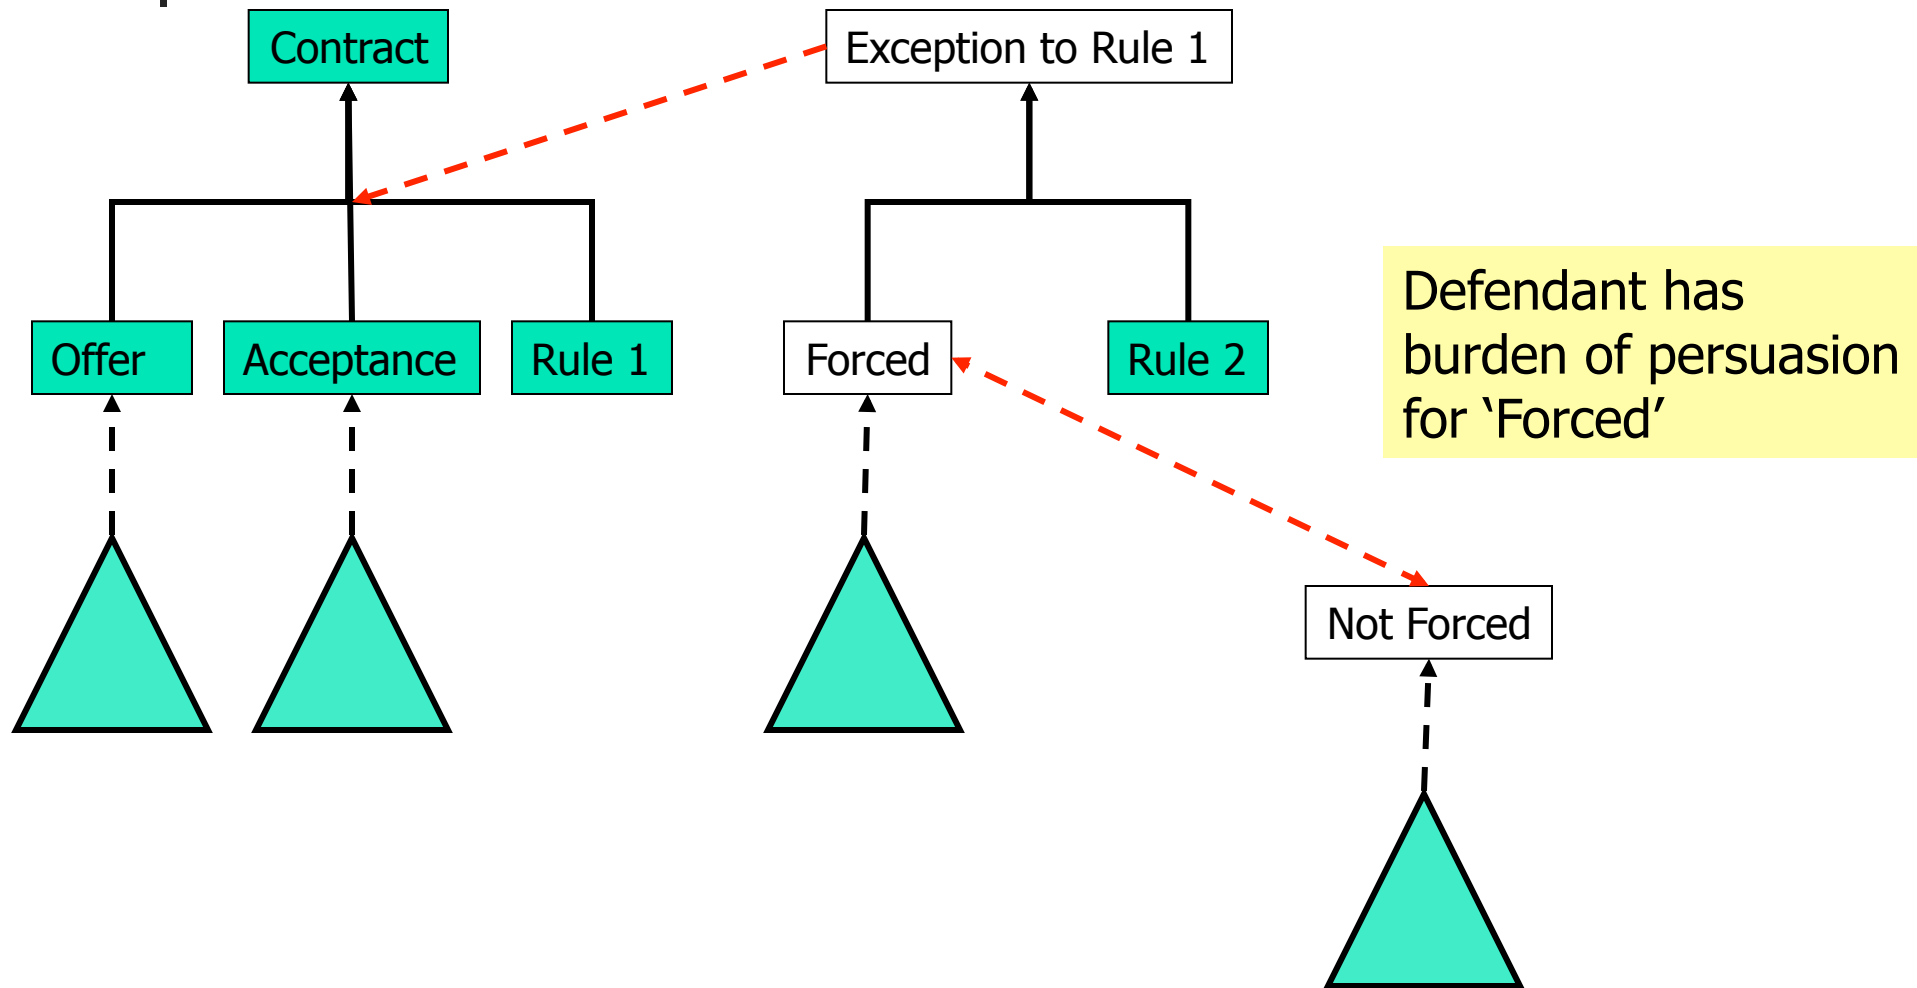 Contract
Exception to Rule 1
Offer
Acceptance
Rule 1
Forced
Rule 2
Defendant has
burden of persuasion
for ‘Forced’
Not Forced